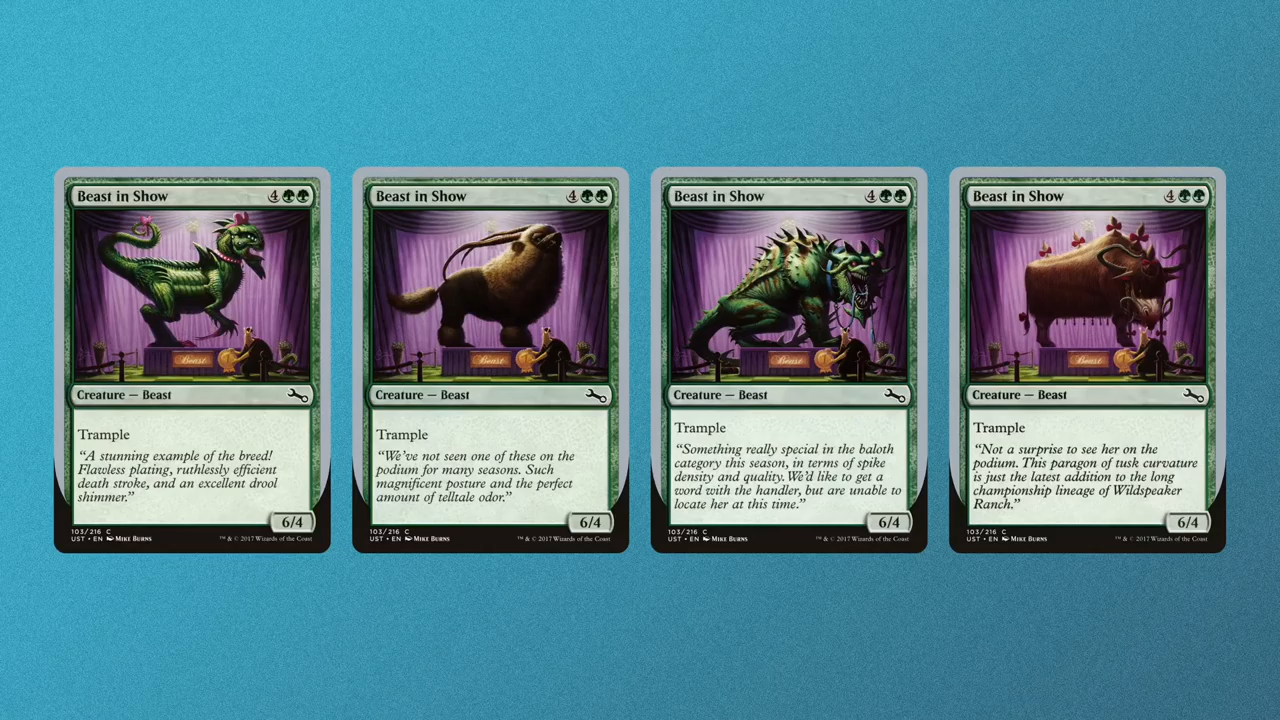 Beast in Show 4
Beast
Creature — Beast
Trample
“A stunning example of the breed!
Flawless plating, ruthlessly efficient
death stroke, and an excellent drool
shimmer.”
6/4
103/216 C
UST • EN Mike Burns
™ & © 2017 Wizards of the Coast
Beast in Show 4
Beast
Creature — Beast
Trample
“We’ve not seen one of these on the
podium for many seasons. Such
magnificent posture and the perfect
amount of telltale odor.”
6/4
103/216 C
UST • EN Mike Burns
™ & © 2017 Wizards of the Coast
Beast in Show 4
Beast
Creature — Beast
Trample
“Something really special in the baloth
category this season, in terms of spike
density and quality. We’d like to get a
word with the handler, but are unable to
locate her at this time.”
6/4
103/216 C
UST • EN Mike Burns
™ & © 2017 Wizards of the Coast
Beast in Show 4
Beast
Creature — Beast
Trample
“Not a surprise to see her on the
podium. This paragon of tusk curvature
is just the latest addition to the long
championship lineage of Wildspeaker
Ranch.”
6/4
103/216 C
UST • EN Mike Burns
™ & © 2017 Wizards of the Coast